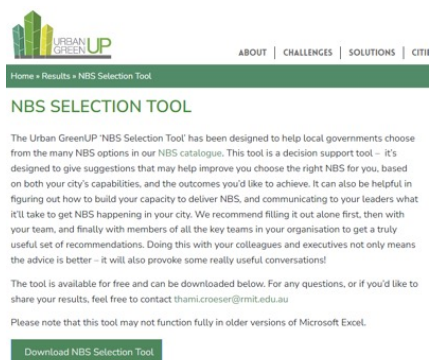 URBAN
GREEN UP
ABOUT | CHALLENGES | SOLUTIONS | CITI
Home » Results » NBS Selection Tool
NBS SELECTION TOOL
The Urban GreenUP ‘NBS Selection Tool’ has been designed to help local governments choose
from the many NBS options in our NBS catalogue. This tool is a decision support tool – it’s
designed to give suggestions that may help improve you choose the right NBS for you, based
on both your city’s capabilities, and the outcomes you’d like to achieve. It can also be helpful in
figuring out how to build your capacity to deliver NBS, and communicating to your leaders what
it’ll take to get NBS happening in your city. We recommend filling it out alone first, then with
your team, and finally with members of all the key teams in your organisation to get a truly
useful set of recommendations. Doing this with your colleagues and executives not only means
the advice is better – it will also provoke some really useful conversations!
The tool is available for free and can be downloaded below. For any questions, or if you’d like to
share your results, feel free to contact thami.croeser@rmit.edu.au
Please note that this tool may not function fully in older versions of Microsoft Excel.
Download NBS Selection Tool